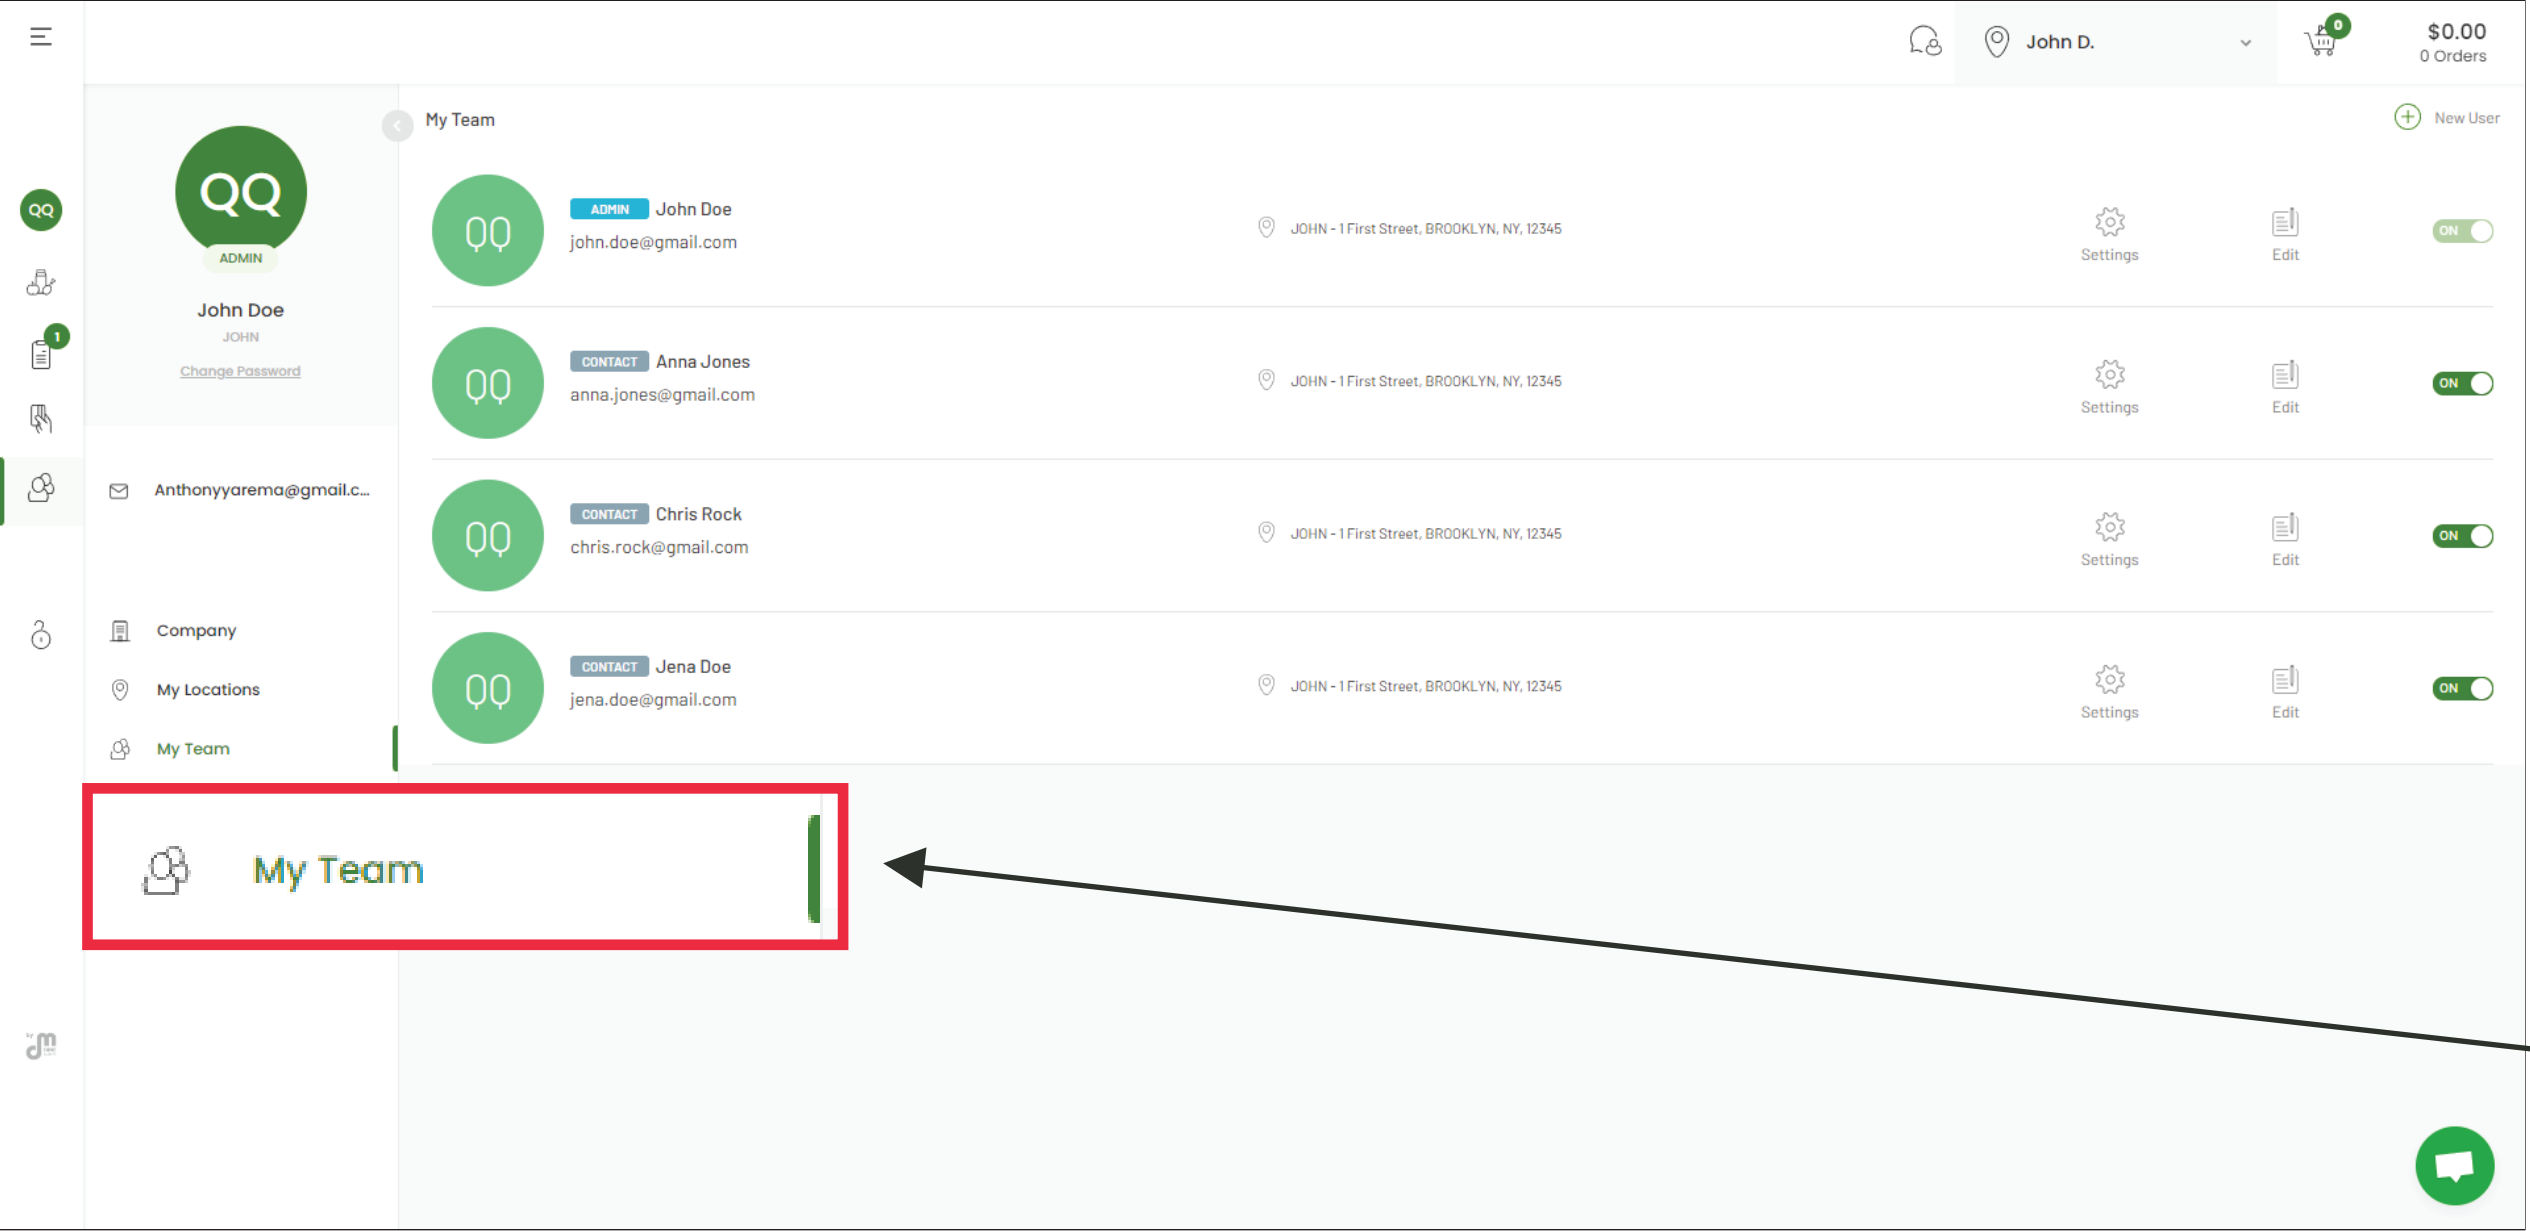 John D.
0
$0.00
0 Orders
My Team
New User
QQ
ADMIN
John Doe
JOHN
Change Password
QQ
1
Anthonyyarema@gmail.c...
Company
My Locations
My Team
QQ
ADMIN John Doe
john.doe@gmail.com
JOHN - 1 First Street, BROOKLYN, NY, 12345
Settings
Edit
ON
QQ
CONTACT Anna Jones
anna.jones@gmail.com
JOHN - 1 First Street, BROOKLYN, NY, 12345
Settings
Edit
ON
QQ
CONTACT Chris Rock
chris.rock@gmail.com
JOHN - 1 First Street, BROOKLYN, NY, 12345
Settings
Edit
ON
QQ
CONTACT Jena Doe
jena.doe@gmail.com
JOHN - 1 First Street, BROOKLYN, NY, 12345
Settings
Edit
ON
My Team